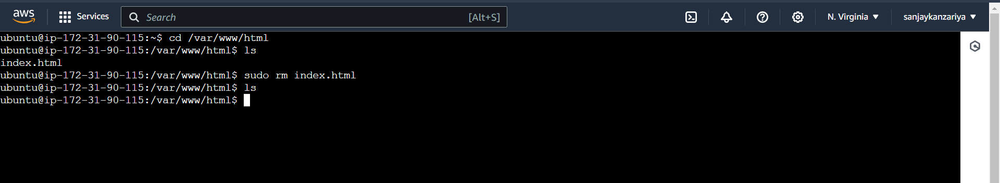 aws Services Search [Alt+S] N. Virginia sanjaykanzariya
ubuntu@ip-172-31-90-115:~$ cd /var/www/html
ubuntu@ip-172-31-90-115:/var/www/html$ ls
index.html
ubuntu@ip-172-31-90-115:/var/www/html$ sudo rm index.html
ubuntu@ip-172-31-90-115:/var/www/html$ ls
ubuntu@ip-172-31-90-115:/var/www/html$